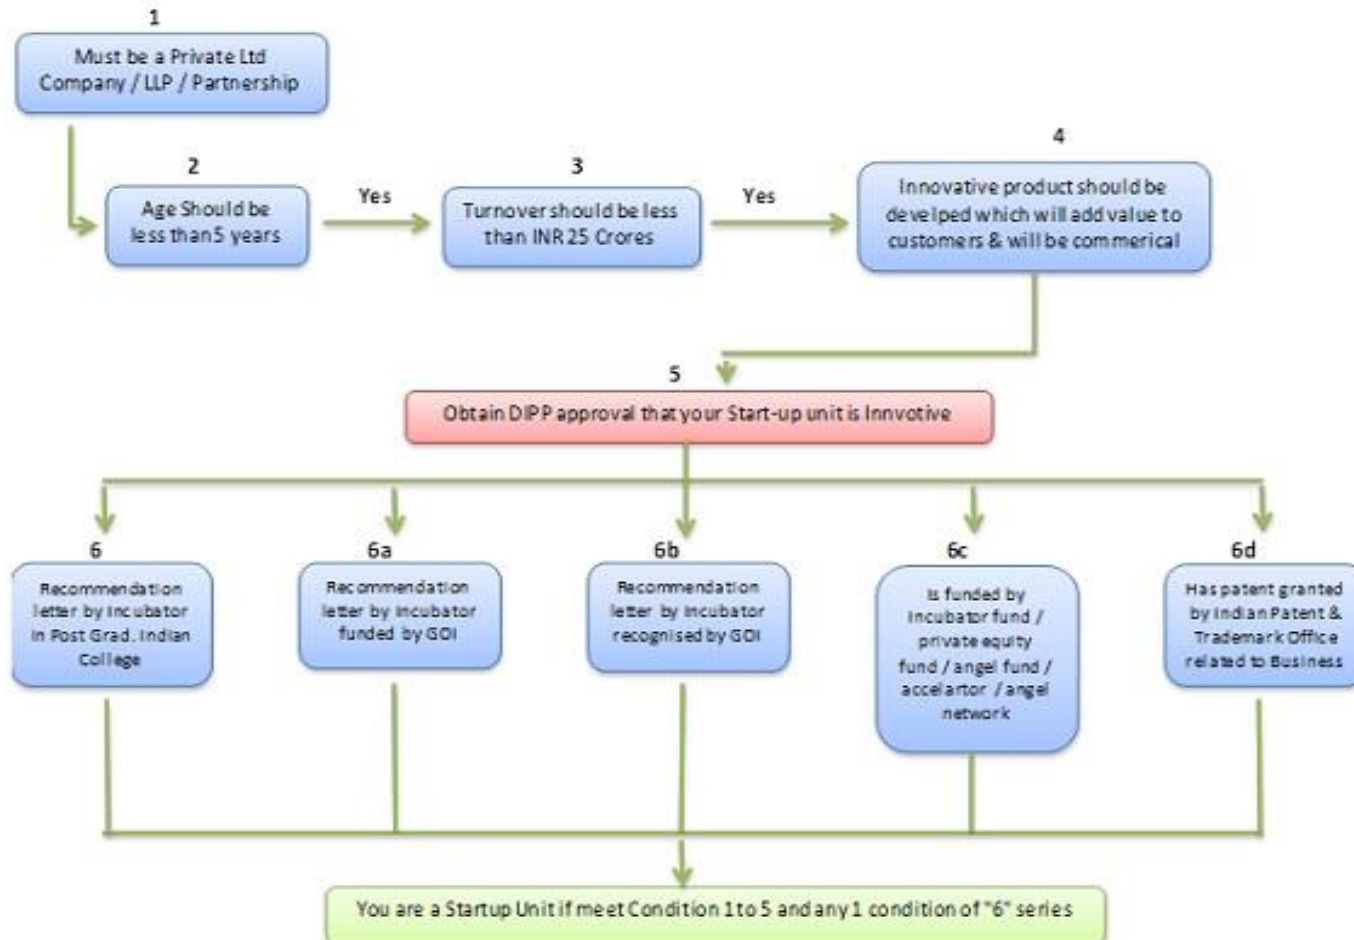 1
Must be a Private Ltd
Company / LLP / Partnership
2
Age Should be
less than 5 years
Yes
3
Turnover should be less
than INR 25 Crores
Yes
4
Innovative product should be
develped which will add value to
customers & will be commerical
5
Obtain DIPP approval that your Start-up unit is Innvotive
6
Recommendation
letter by Incubator
in Post Grad. Indian
College
6a
Recommendation
letter by Incubator
funded by GOI
6b
Recommendation
letter by Incubator
recognised by GOI
6c
Is funded by
Incubator fund /
private equity
fund / angel fund /
accelartor / angel
network
6d
Has patent granted
by Indian Patent &
Trademark Office
related to Business
You are a Startup Unit if meet Condition 1 to 5 and any 1 condition of "6" series